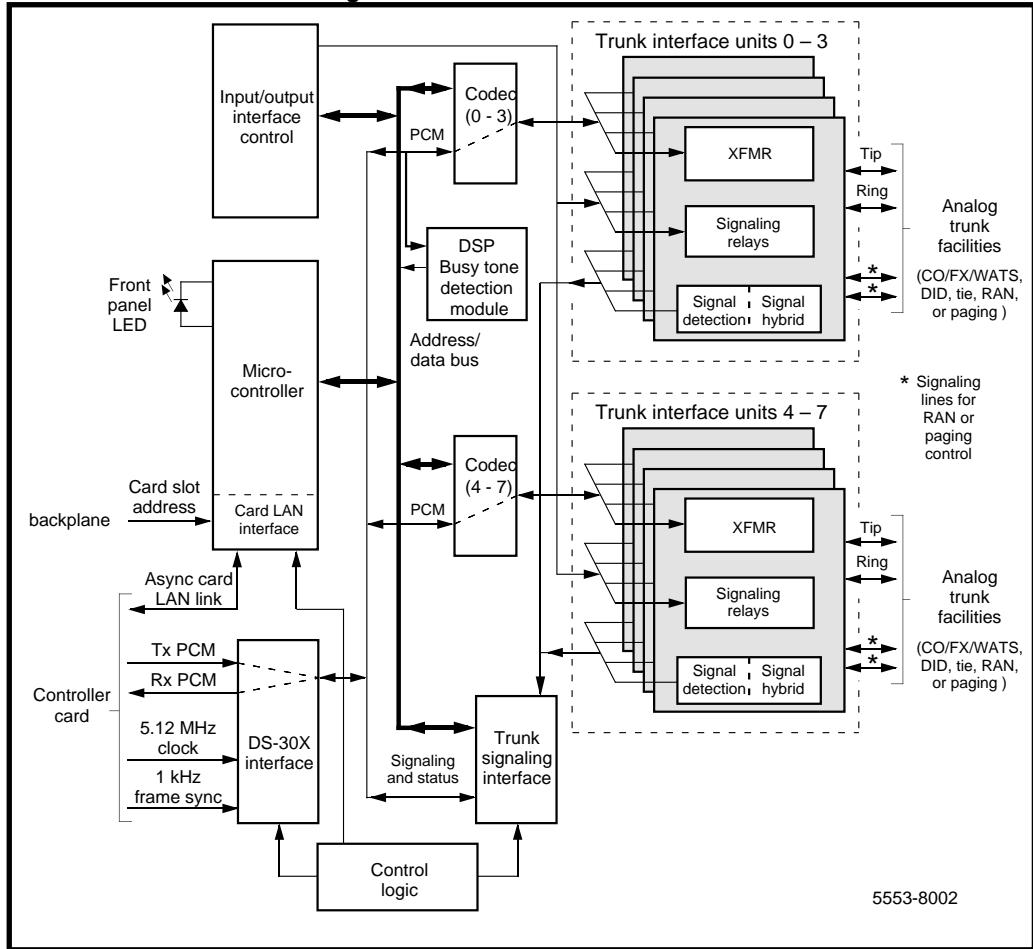 Input/output
interface
control
Codec
(0 - 3)
PCM
Trunk interface units 0 – 3
XFMR
Signaling
relays
Signal
detection
Signal
hybrid
Tip
Ring
Analog
trunk
facilities
*
*
(CO/FX/WATS,
DID, tie, RAN,
or paging )
DSP
Busy tone
detection
module
Front
panel
LED
Micro-
controller
Address/
data bus
* Signaling
lines for
RAN or
paging
control
Trunk interface units 4 – 7
Codec
(4 - 7)
PCM
XFMR
Signaling
relays
Signal
detection
Signal
hybrid
Tip
Ring
Analog
trunk
facilities
*
*
(CO/FX/WATS,
DID, tie, RAN,
or paging )
backplane
Card slot
address
Card LAN
interface
Async card
LAN link
Tx PCM
Rx PCM
Controller
card
5.12 MHz
clock
1 kHz
frame sync
DS-30X
interface
Signaling
and status
Trunk
signaling
interface
Control
logic
5553-8002